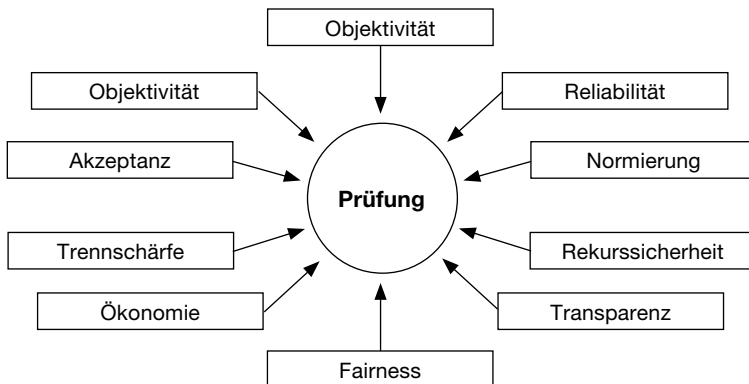 Objektivität
Objektivität
Reliabilität
Akzeptanz
Normierung
Prüfung
Trennschärfe
Rekurssicherheit
Ökonomie
Transparenz
Fairness